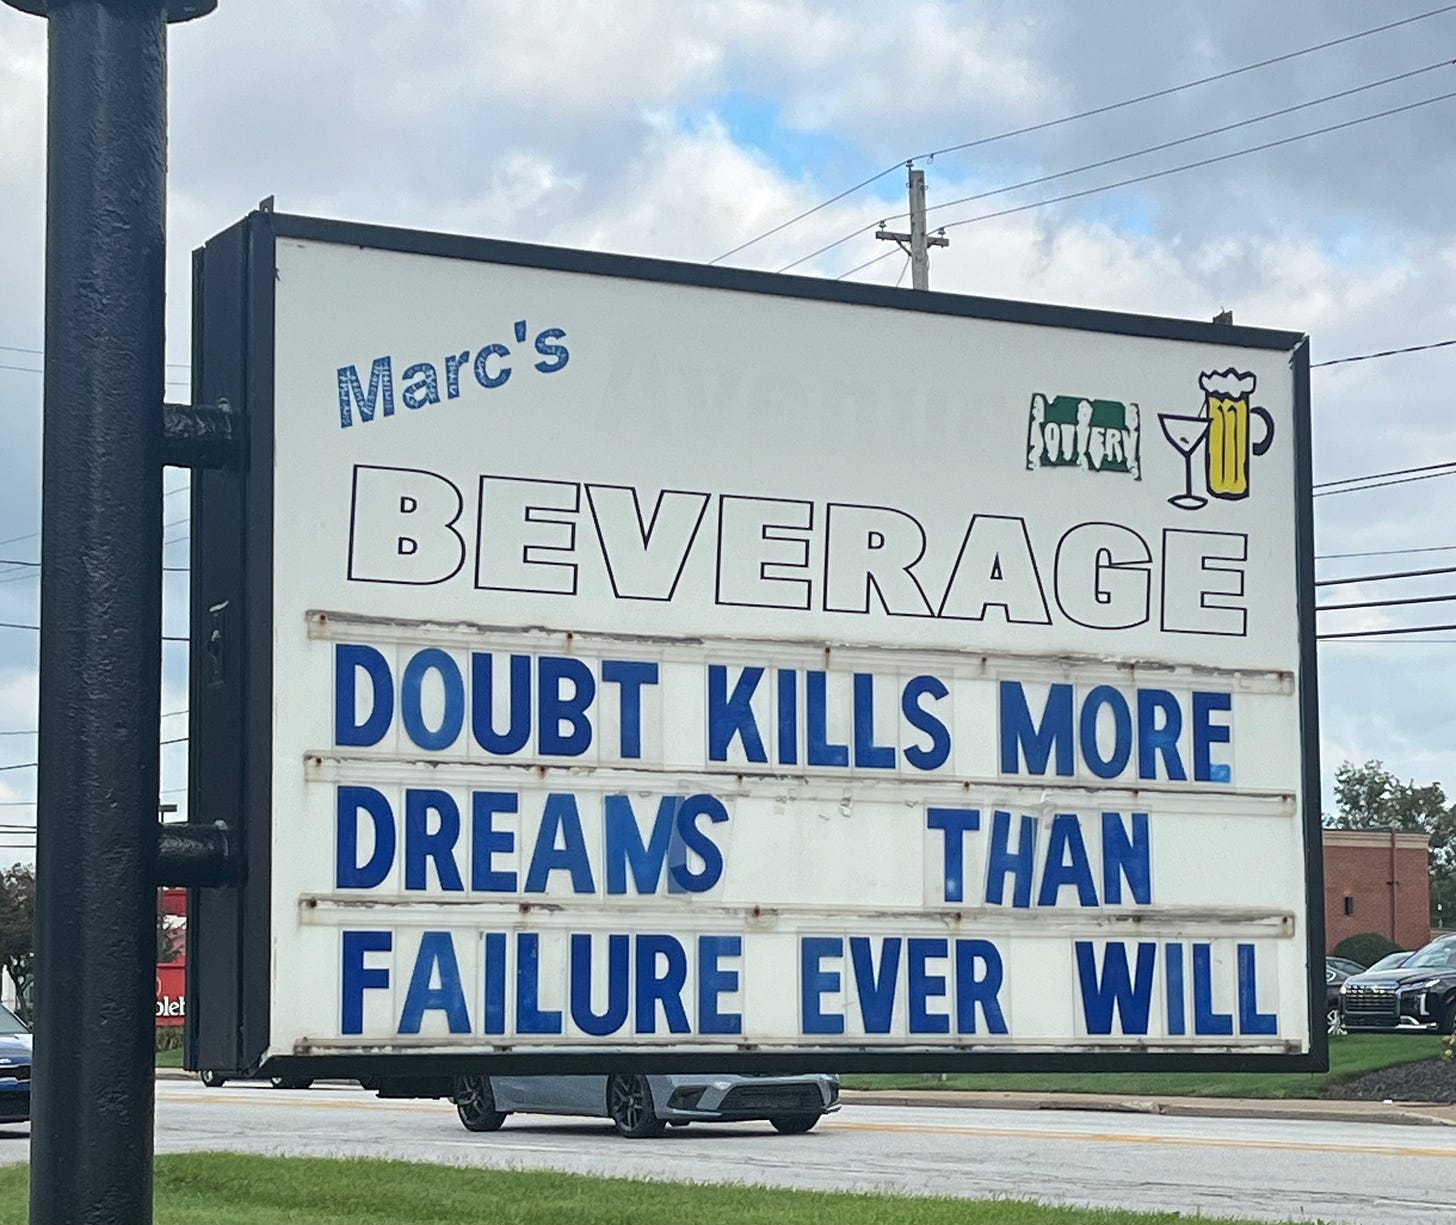 Marc's
LOTTERY
BEVERAGE
DOUBT KILLS MORE
DREAMS THAN
FAILURE EVER WILL